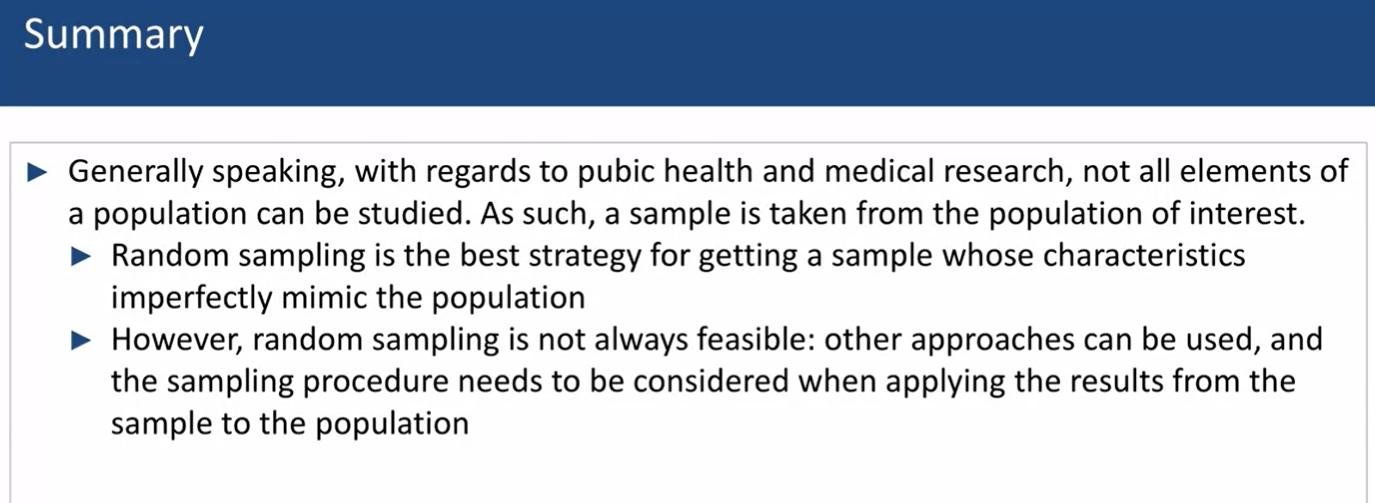 Summary
► Generally speaking, with regards to pubic health and medical research, not all elements of
a population can be studied. As such, a sample is taken from the population of interest.
► Random sampling is the best strategy for getting a sample whose characteristics
imperfectly mimic the population
► However, random sampling is not always feasible: other approaches can be used, and
the sampling procedure needs to be considered when applying the results from the
sample to the population